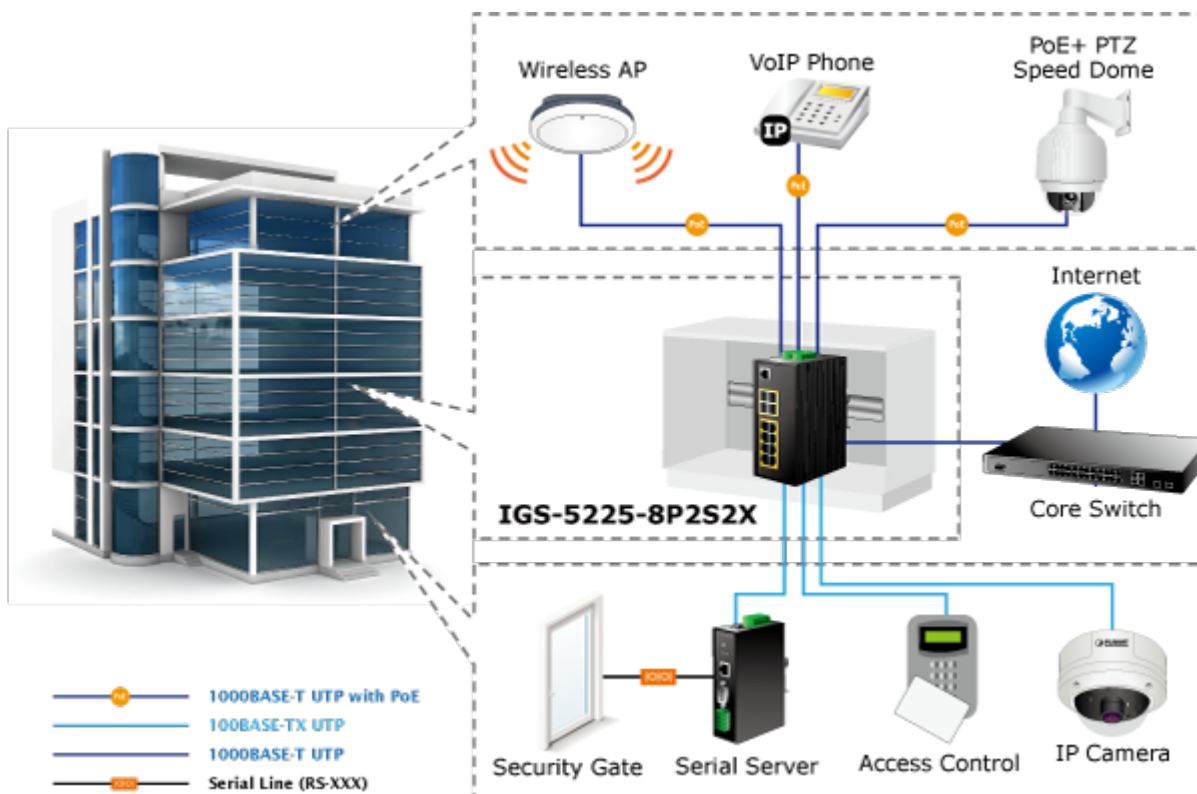 Wireless AP
VoIP Phone
PoE+ PTZ
Speed Dome
IP
PoE
PoE
PoE
Internet
IGS-5225-8P2S2X
Core Switch
PLANET
Security Gate
Serial Server
Access Control
IP Camera
PoE
1000BASE-T UTP with PoE
100BASE-TX UTP
1000BASE-T UTP
Serial Line (RS-XXX)